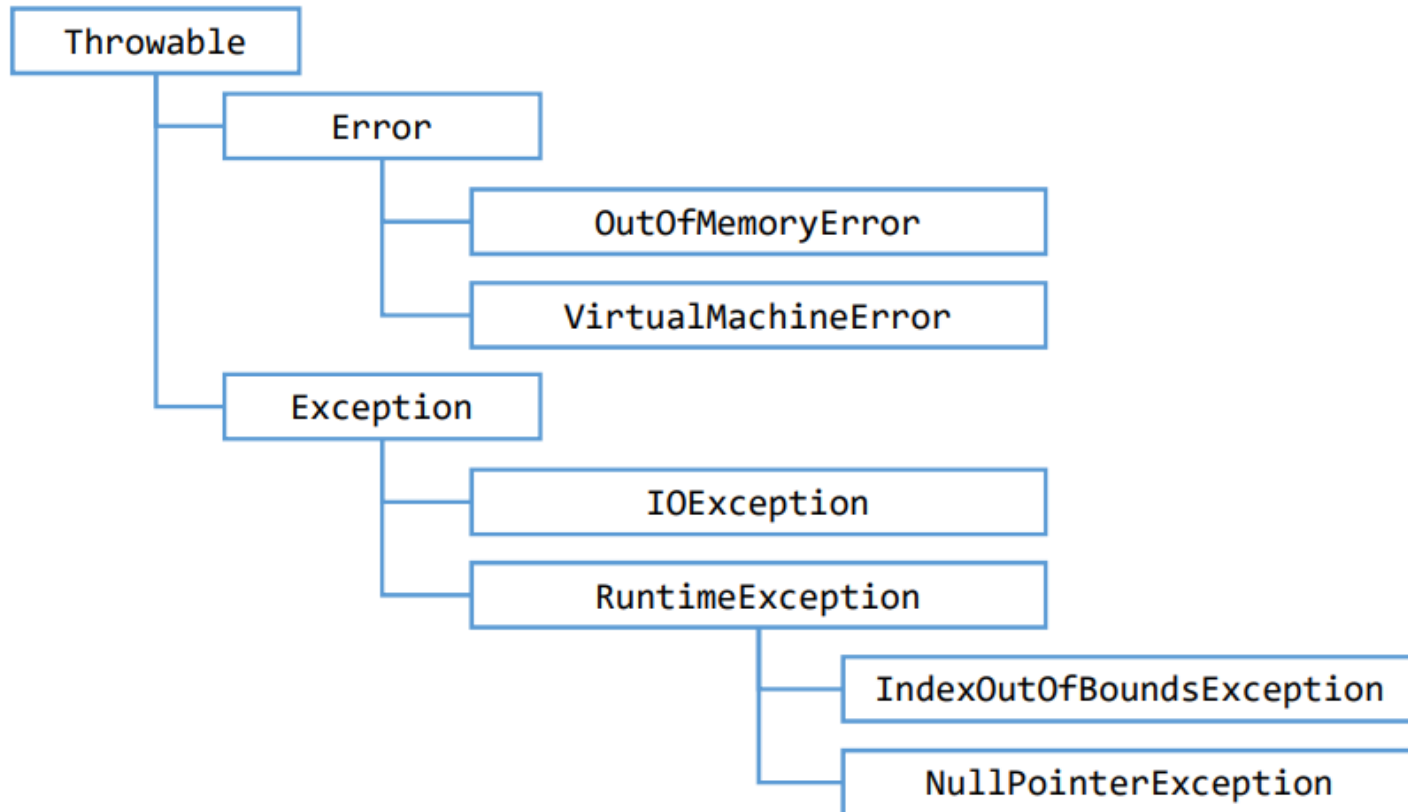 Throwable
Error
OutOfMemoryError
VirtualMachineError
Exception
IOException
RuntimeException
IndexOutOfBoundsException
NullPointerException